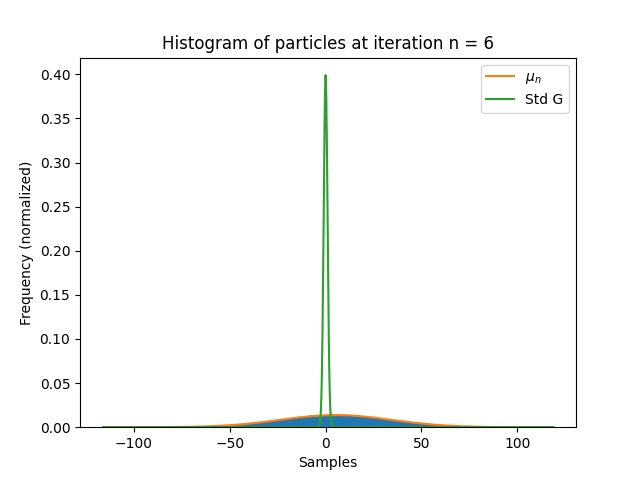 Histogram of particles at iteration n = 6
μn
Std G
Frequency (normalized)
0.40
0.35
0.30
0.25
0.20
0.15
0.10
0.05
0.00
−100
−50
0
50
100
Samples